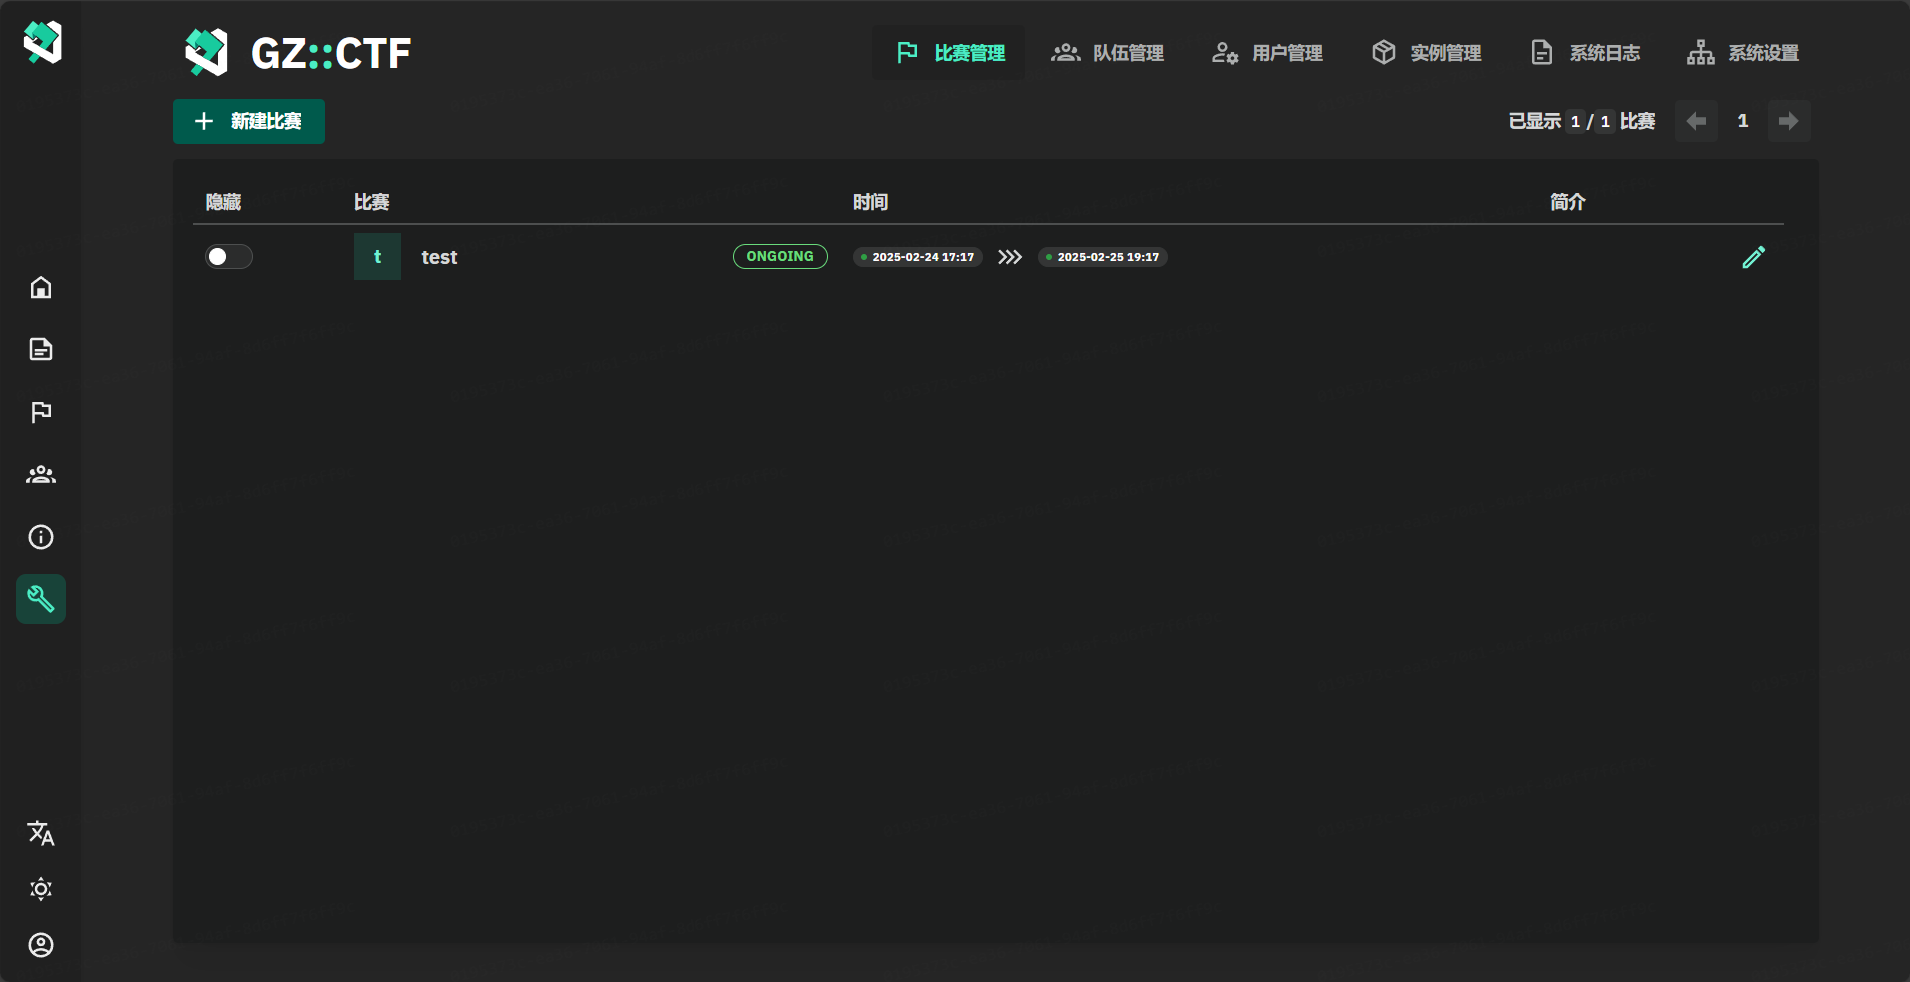 GZ::CTF
比赛管理 队伍管理 用户管理 实例管理 系统日志 系统设置
新建比赛 已显示 1 / 1 比赛 1
隐藏 比赛 时间 简介
t test ONGOING 2025-02-24 17:17 2025-02-25 19:17